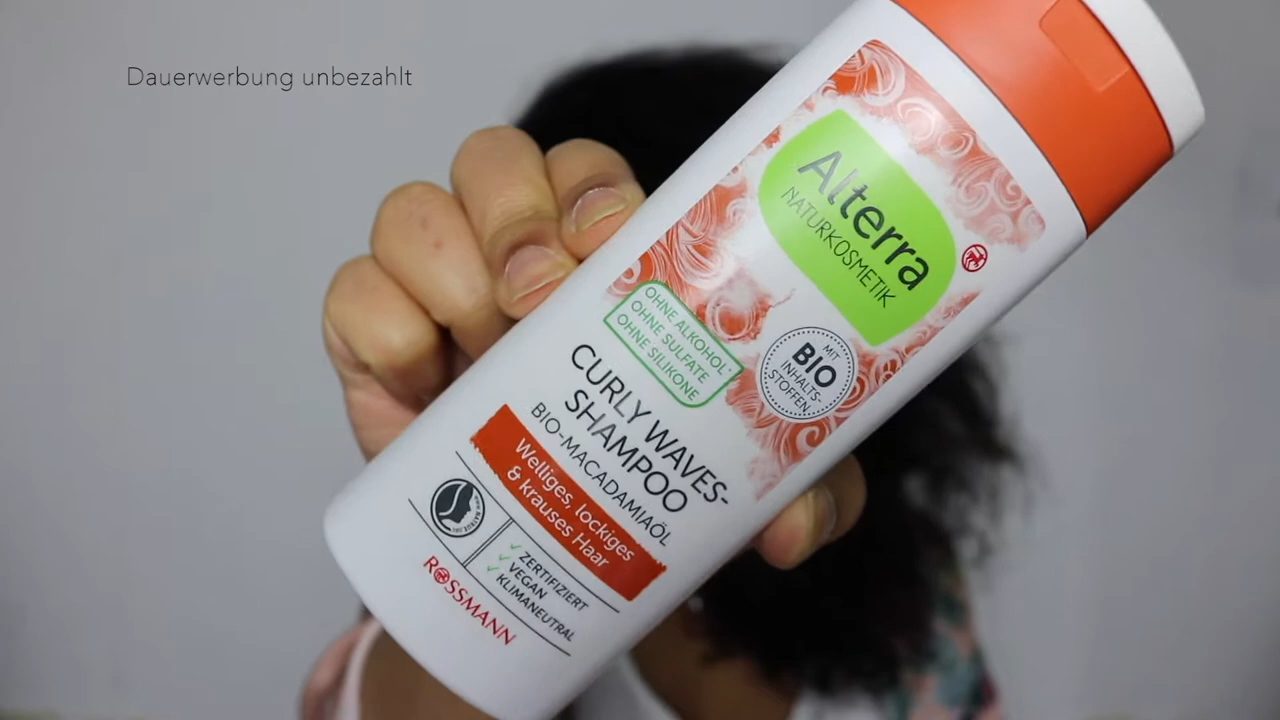 Dauerwerbung unbezahlt
Alterra
NATURKOSMETIK
OHNE ALKOHOL*
OHNE SULFATE
OHNE SILIKONE
MIT
BIO
INHALTS-
STOFFEN
CURLY WAVES-
SHAMPOO
BIO-MACADAMIAÖL
Welliges, lockiges
& krauses Haar
ZERTIFIZIERT
VEGAN
KLIMANEUTRAL
ROSSMANN